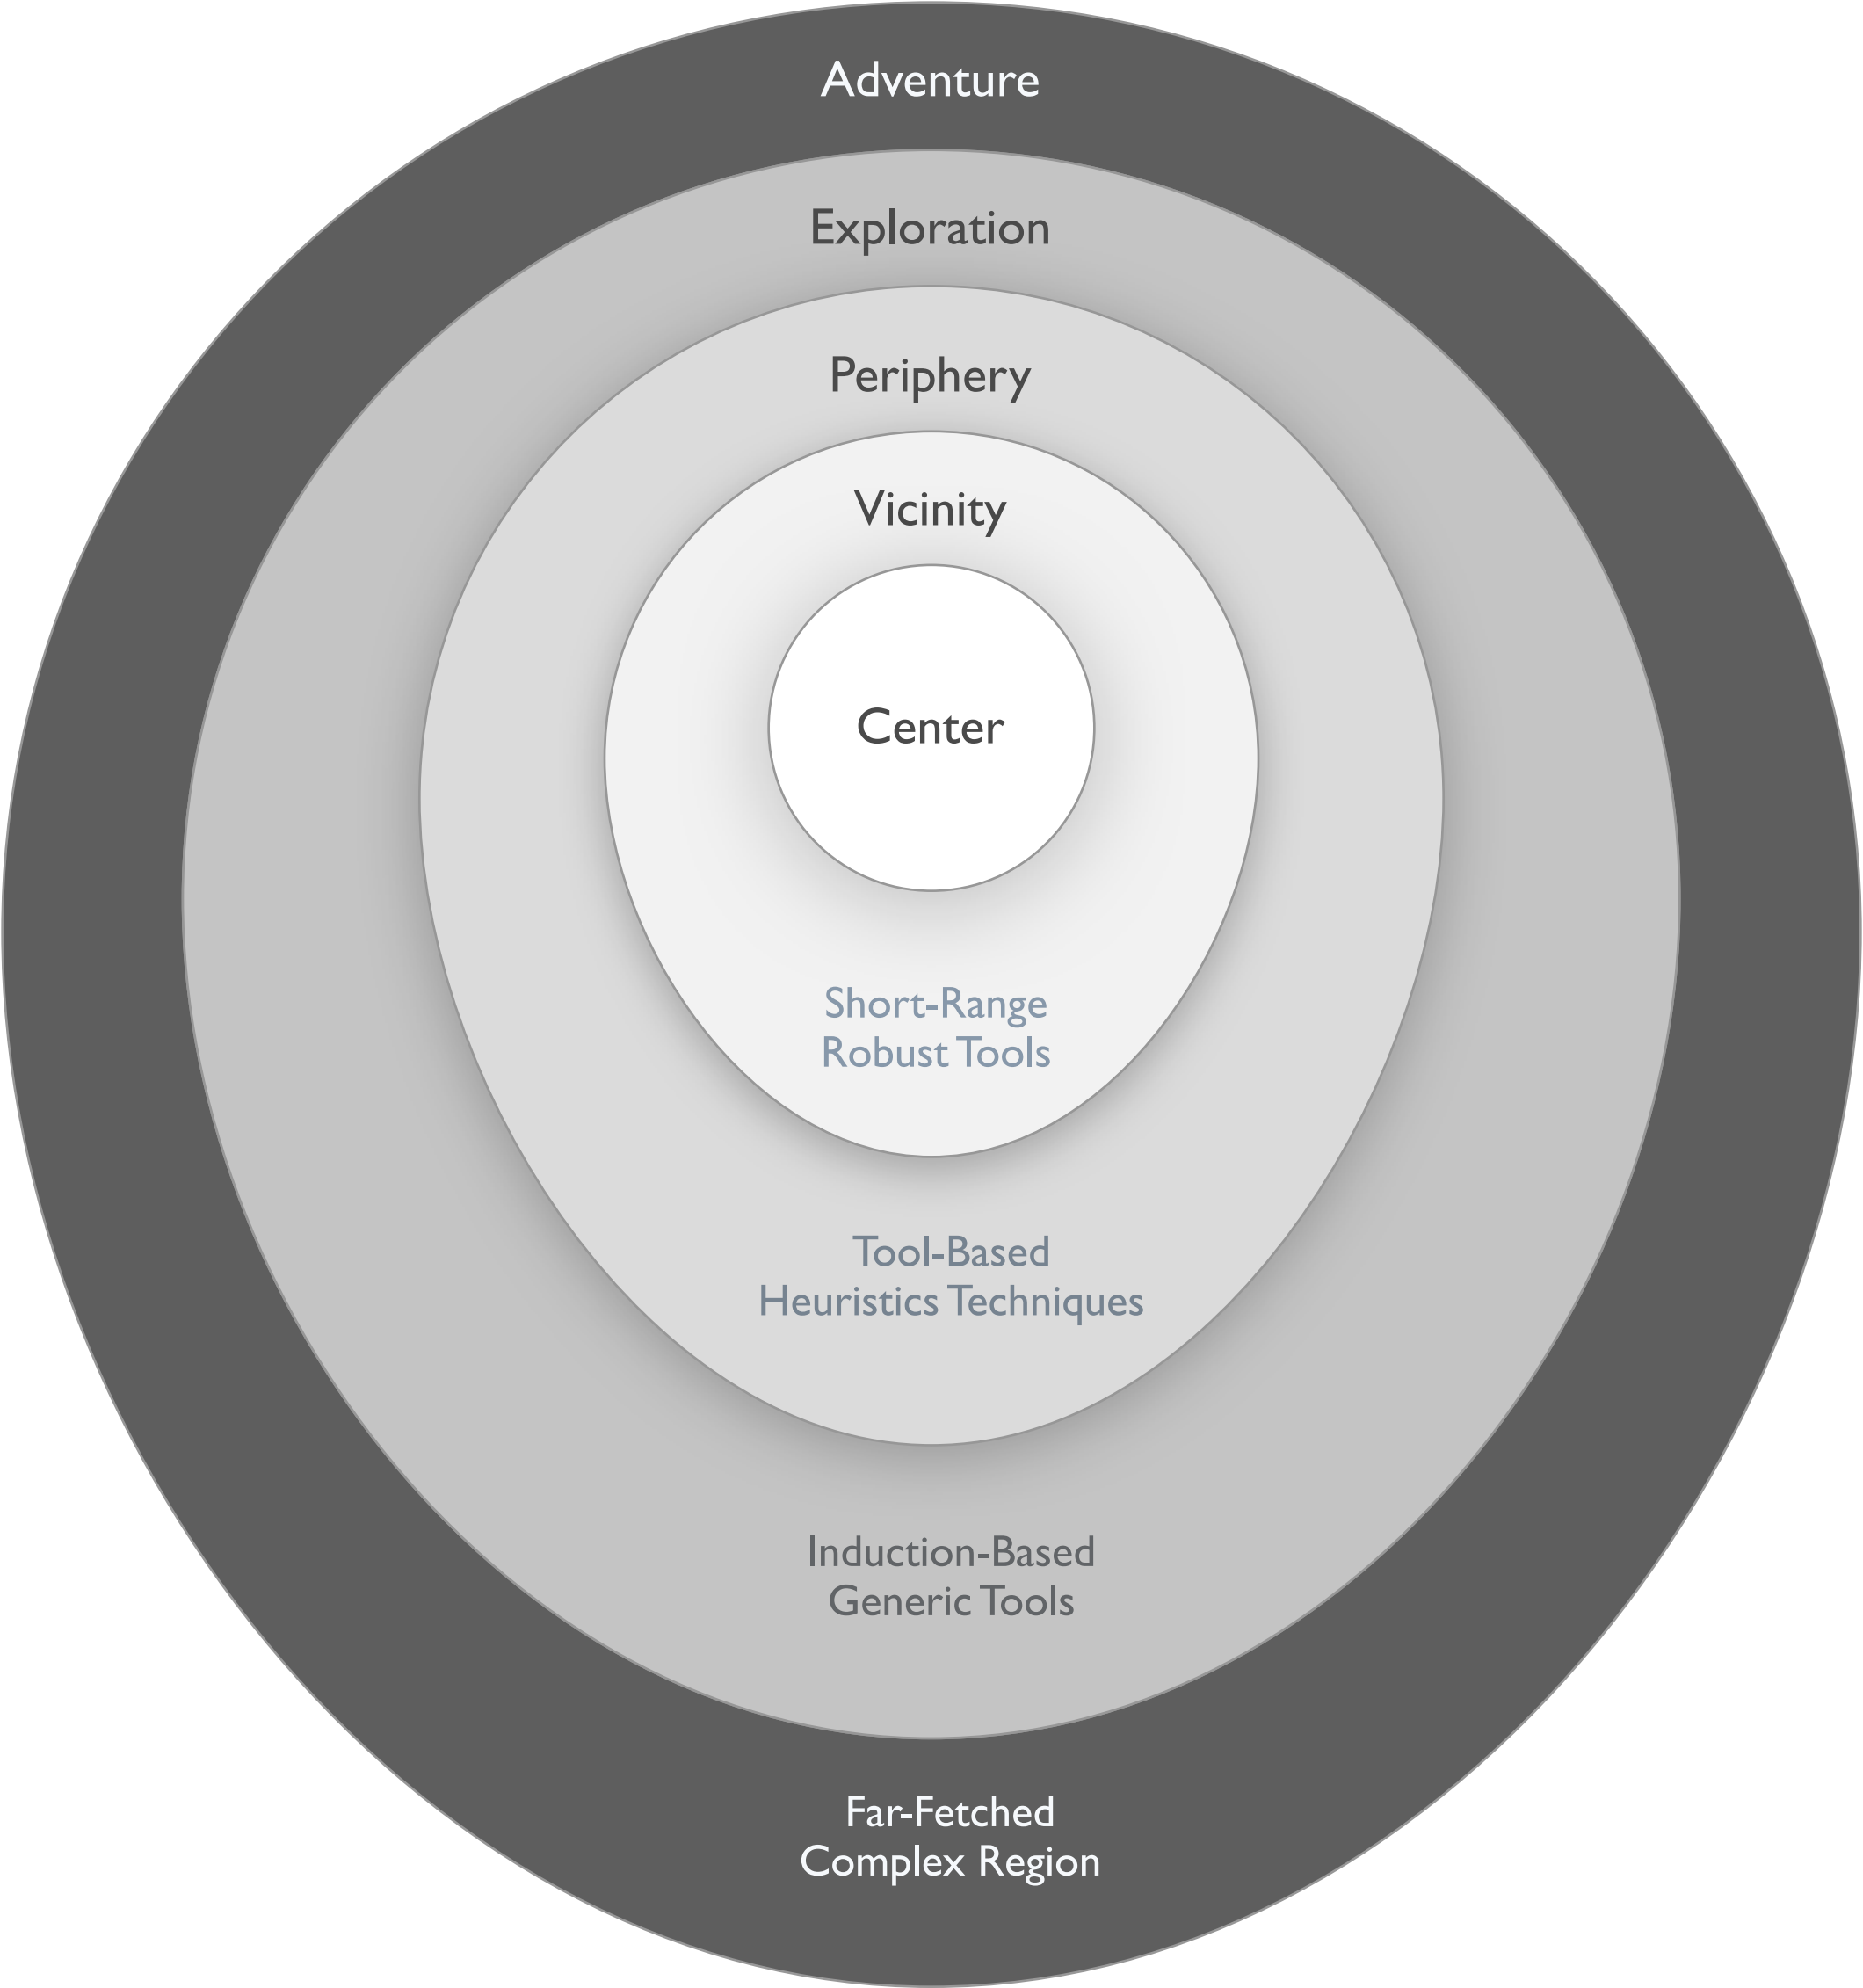 Adventure
Exploration
Periphery
Vicinity
Center
Short-Range
Robust Tools
Tool-Based
Heuristics Techniques
Induction-Based
Generic Tools
Far-Fetched
Complex Region